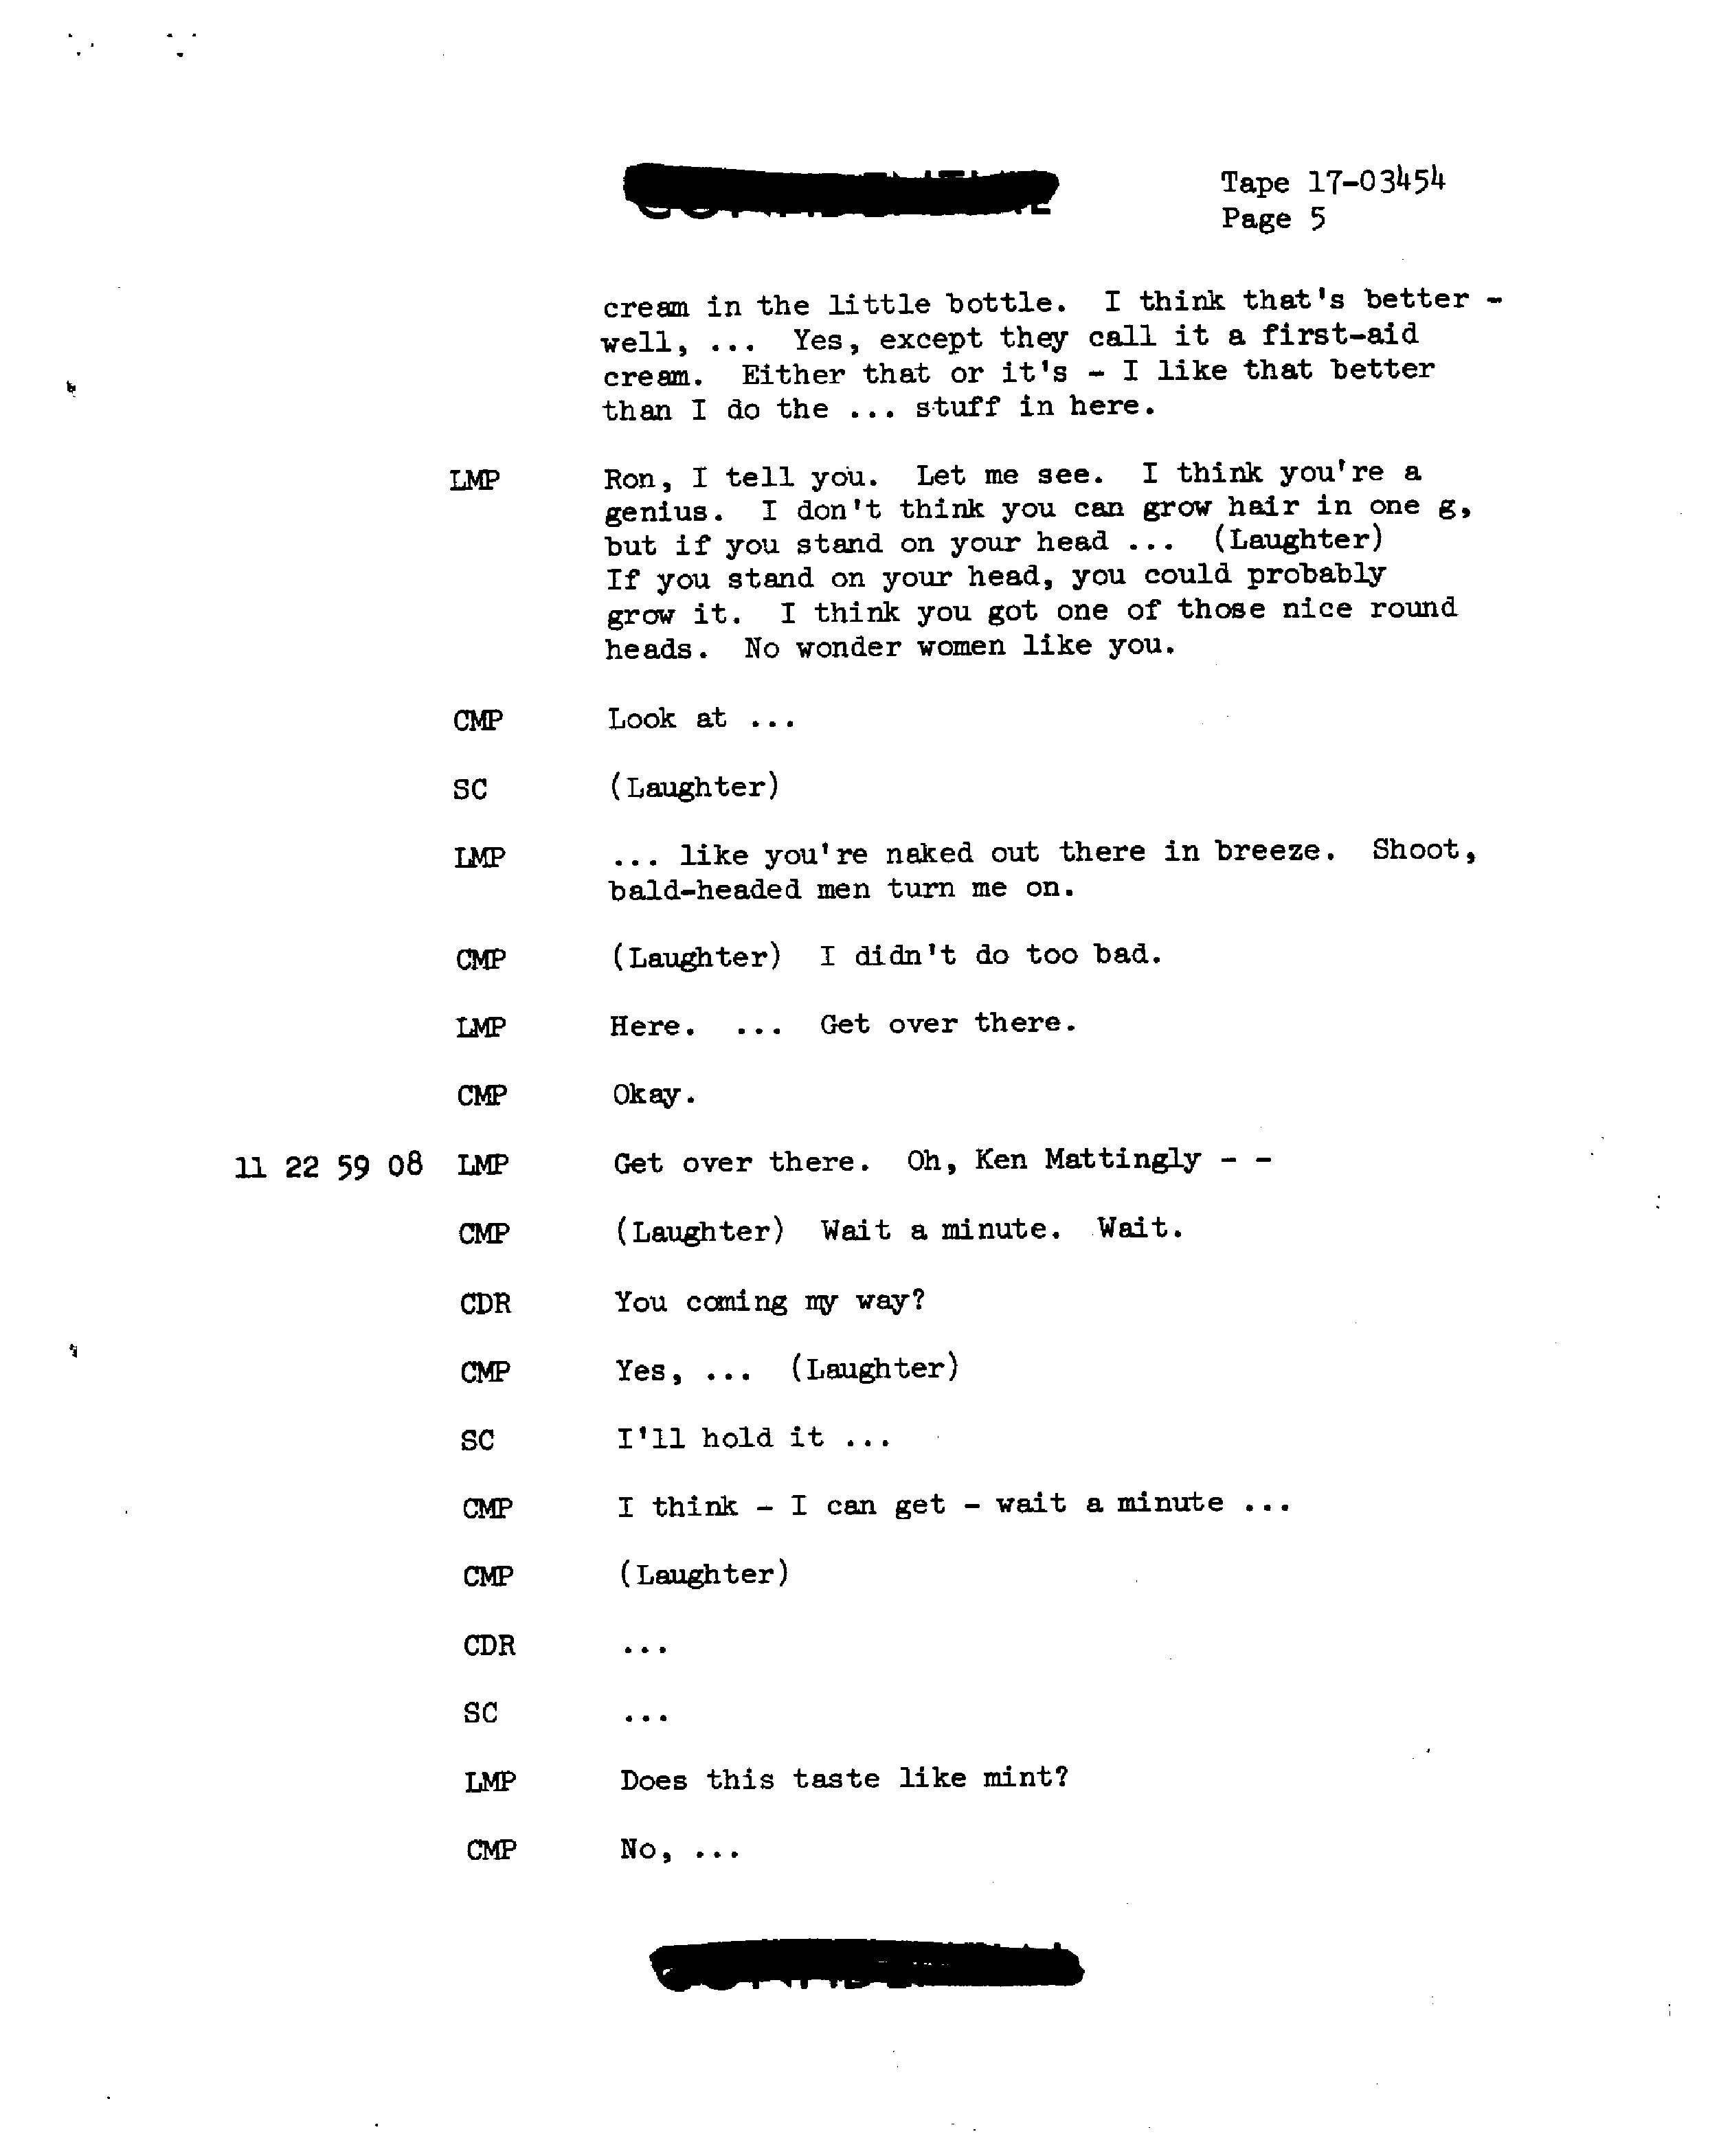 Tape 17-03454
Page 5
cream in the little bottle. I think that's better -
well, ... Yes, except they call it a first-aid
cream. Either that or it's - I like that better
than I do the ... stuff in here.
LMP Ron, I tell you. Let me see. I think you're a
genius. I don't think you can grow hair in one g,
but if you stand on your head ... (Laughter)
If you stand on your head, you could probably
grow it. I think you got one of those nice round
heads. No wonder women like you.
CMP Look at ...
SC (Laughter)
LMP ... like you're naked out there in breeze. Shoot,
bald-headed men turn me on.
CMP (Laughter) I didn't do too bad.
LMP Here. ... Get over there.
CMP Okay.
11 22 59 08 LMP Get over there. Oh, Ken Mattingly - -
CMP (Laughter) Wait a minute. Wait.
CDR You coming my way?
CMP Yes, ... (Laughter)
SC I'll hold it ...
CMP I think - I can get - wait a minute ...
CMP (Laughter)
CDR ...
SC ...
LMP Does this taste like mint?
CMP No, ...